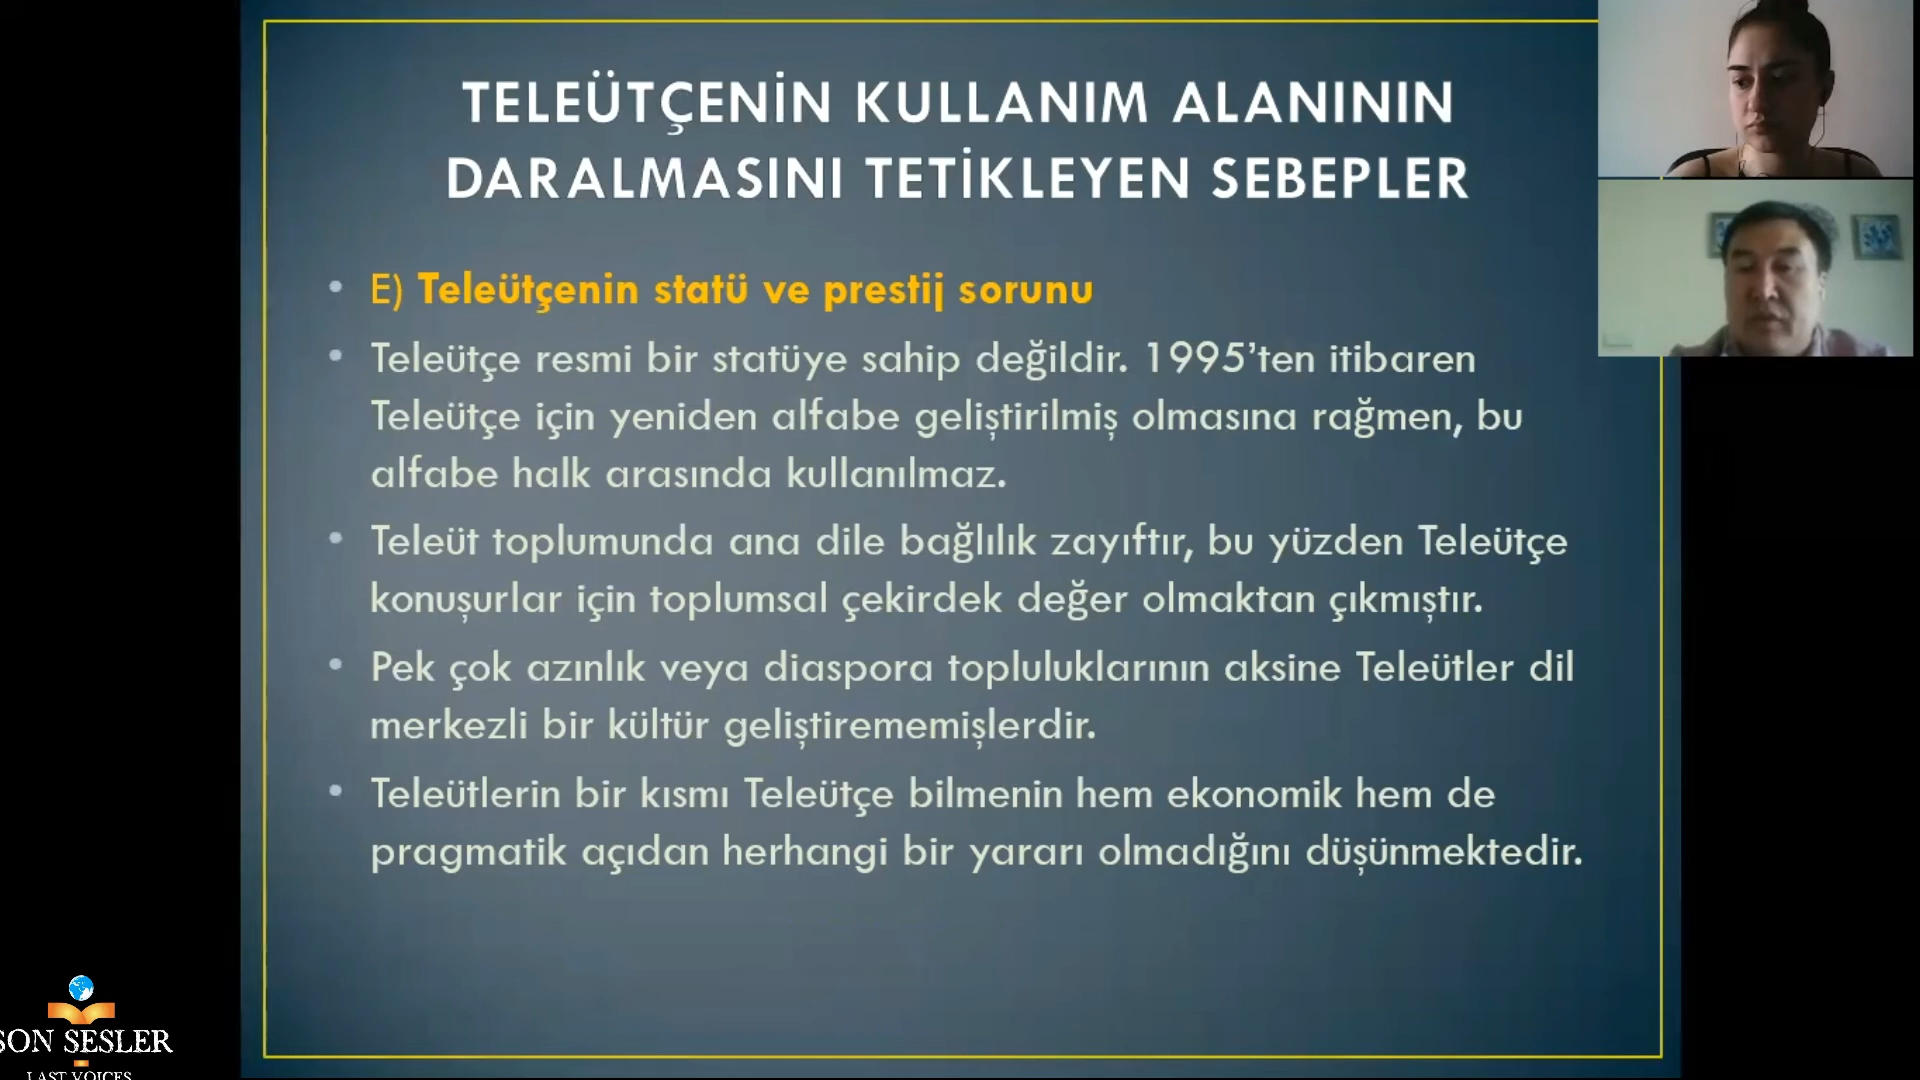 TELEÜTÇENİN KULLANIM ALANININ
DARALMASINI TETİKLEYEN SEBEPLER
• E) Teleütçenin statü ve prestij sorunu
• Teleütçe resmi bir statüye sahip değildir. 1995’ten itibaren
Teleütçe için yeniden alfabe geliştirilmiş olmasına rağmen, bu
alfabe halk arasında kullanılmaz.
• Teleüt toplumunda ana dile bağlılık zayıftır, bu yüzden Teleütçe
konuşurlar için toplumsal çekirdek değer olmaktan çıkmıştır.
• Pek çok azınlık veya diaspora topluluklarının aksine Teleütler dil
merkezli bir kültür geliştirememişlerdir.
• Teleütlerin bir kısmı Teleütçe bilmenin hem ekonomik hem de
pragmatik açıdan herhangi bir yararı olmadığını düşünmektedir.
SON SESLER
LAST VOICES